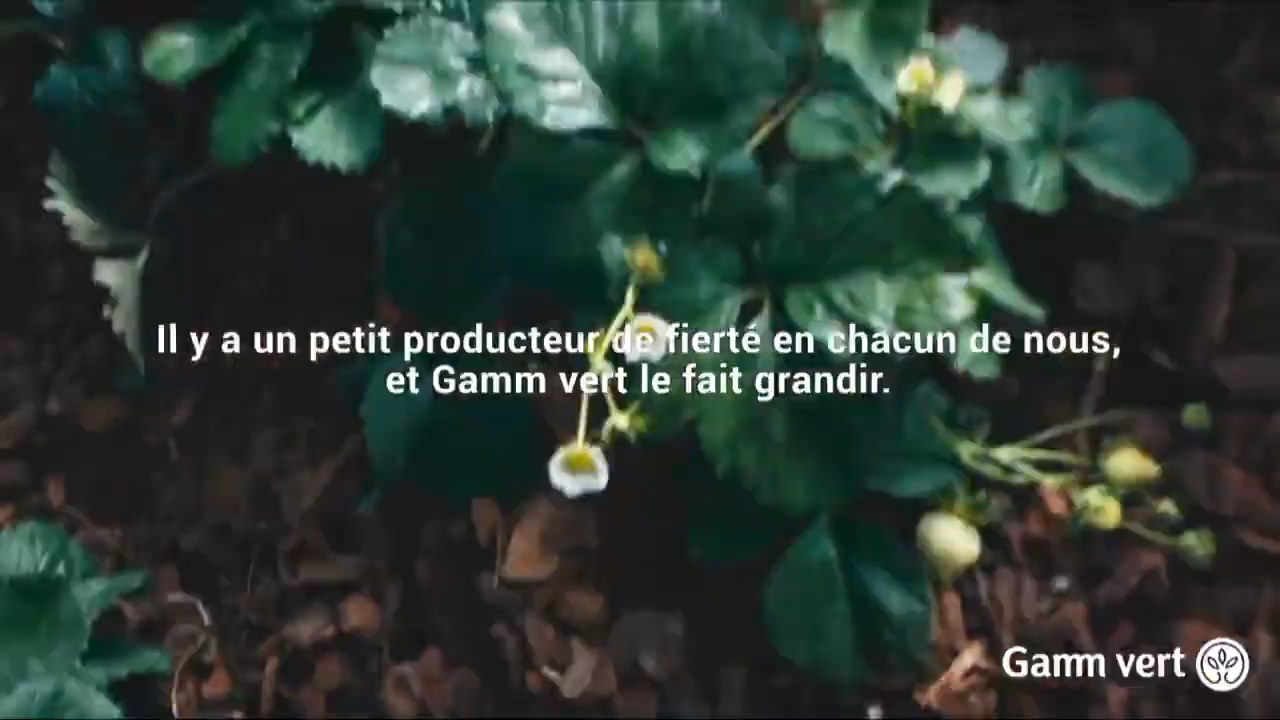 Il y a un petit producteur de fierté en chacun de nous,
et Gamm vert le fait grandir.
Gamm vert